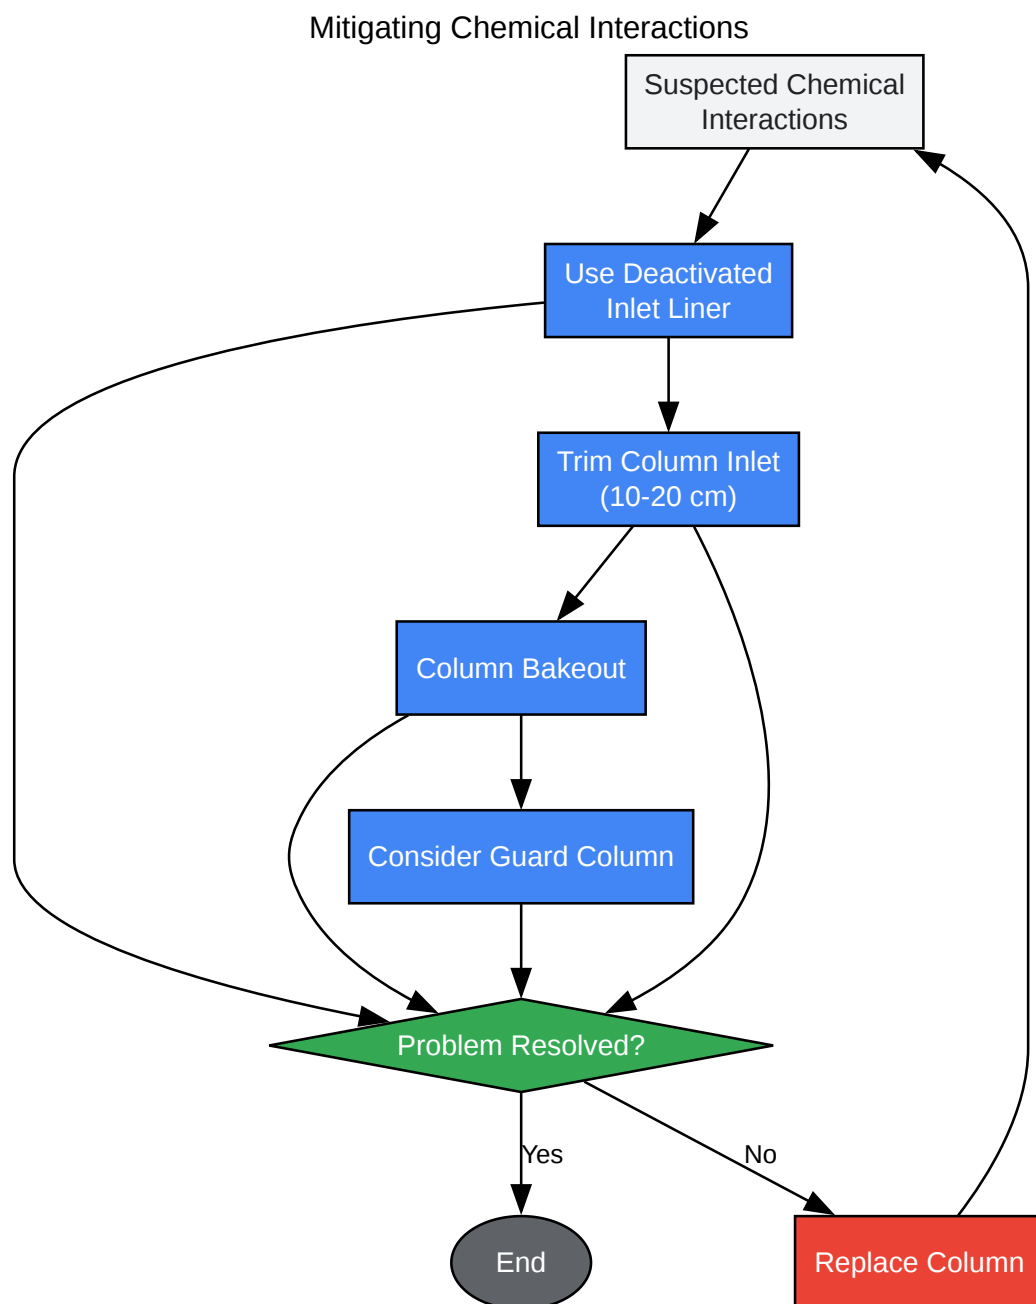 Mitigating Chemical Interactions
Suspected Chemical
Interactions
Use Deactivated
Inlet Liner
Trim Column Inlet
(10-20 cm)
Column Bakeout
Consider Guard Column
Problem Resolved?
Yes
No
End
Replace Column